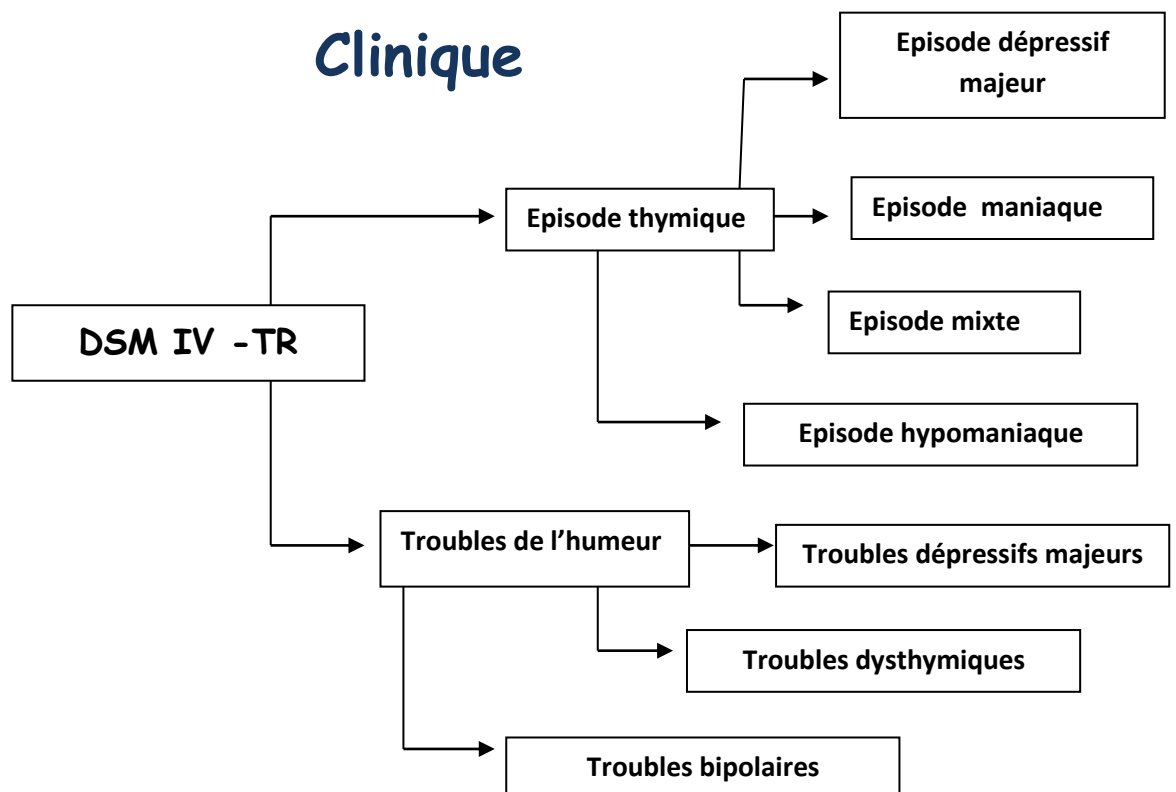 Clinique
Episode dépressif
majeur
Episode thymique
Episode maniaque
DSM IV -TR
Episode mixte
Episode hypomaniaque
Troubles de l’humeur
Troubles dépressifs majeurs
Troubles dysthymiques
Troubles bipolaires